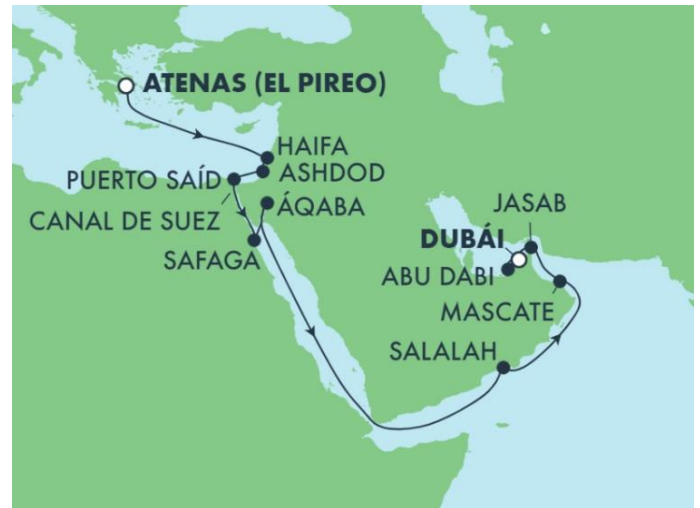 ATENAS (EL PIREO)
HAIFA
ASHDOD
PUERTO SAÍD
CANAL DE SUEZ
ÁQABA
SAFAGA
JASAB
DUBÁI
ABU DABI
MASCATE
SALALAH